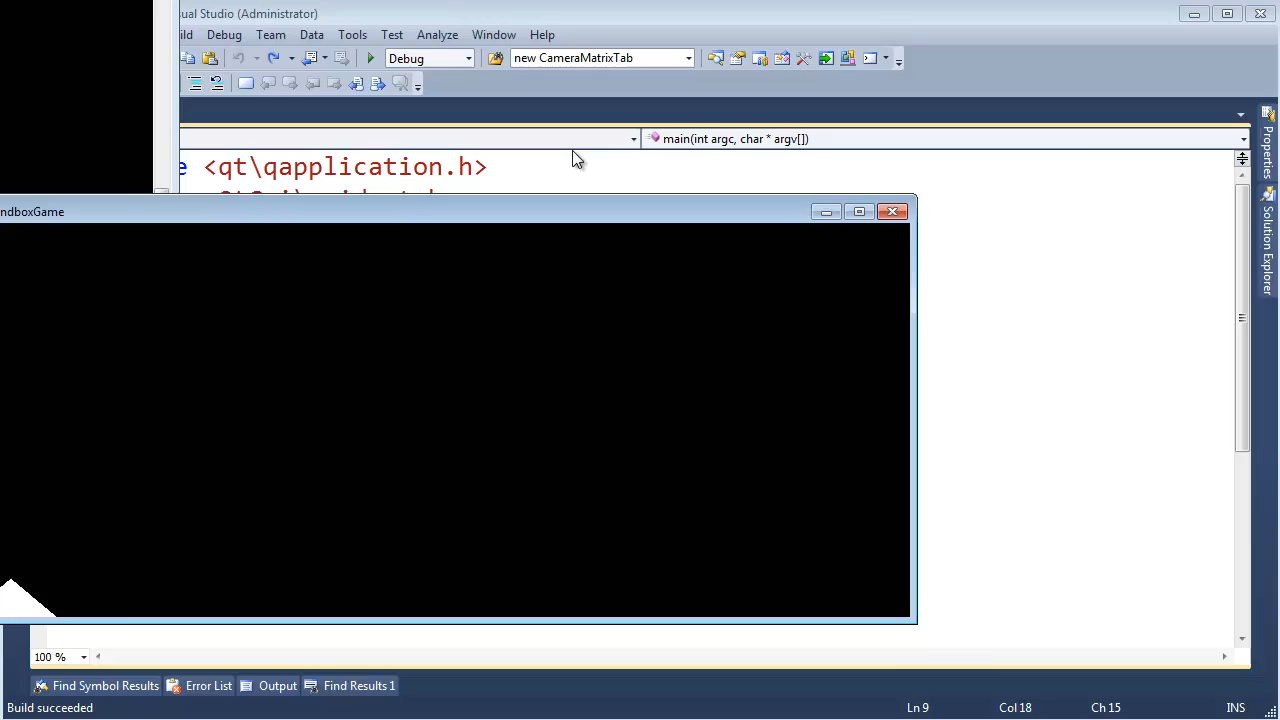 sual Studio (Administrator)
ild Debug Team Data Tools Test Analyze Window Help
Debug new CameraMatrixTab
main(int argc, char * argv[])
e <qt\qapplication.h>
ndboxGame
Properties
Solution Explorer
100 %
Find Symbol Results Error List Output Find Results 1
Build succeeded Ln 9 Col 18 Ch 15 INS